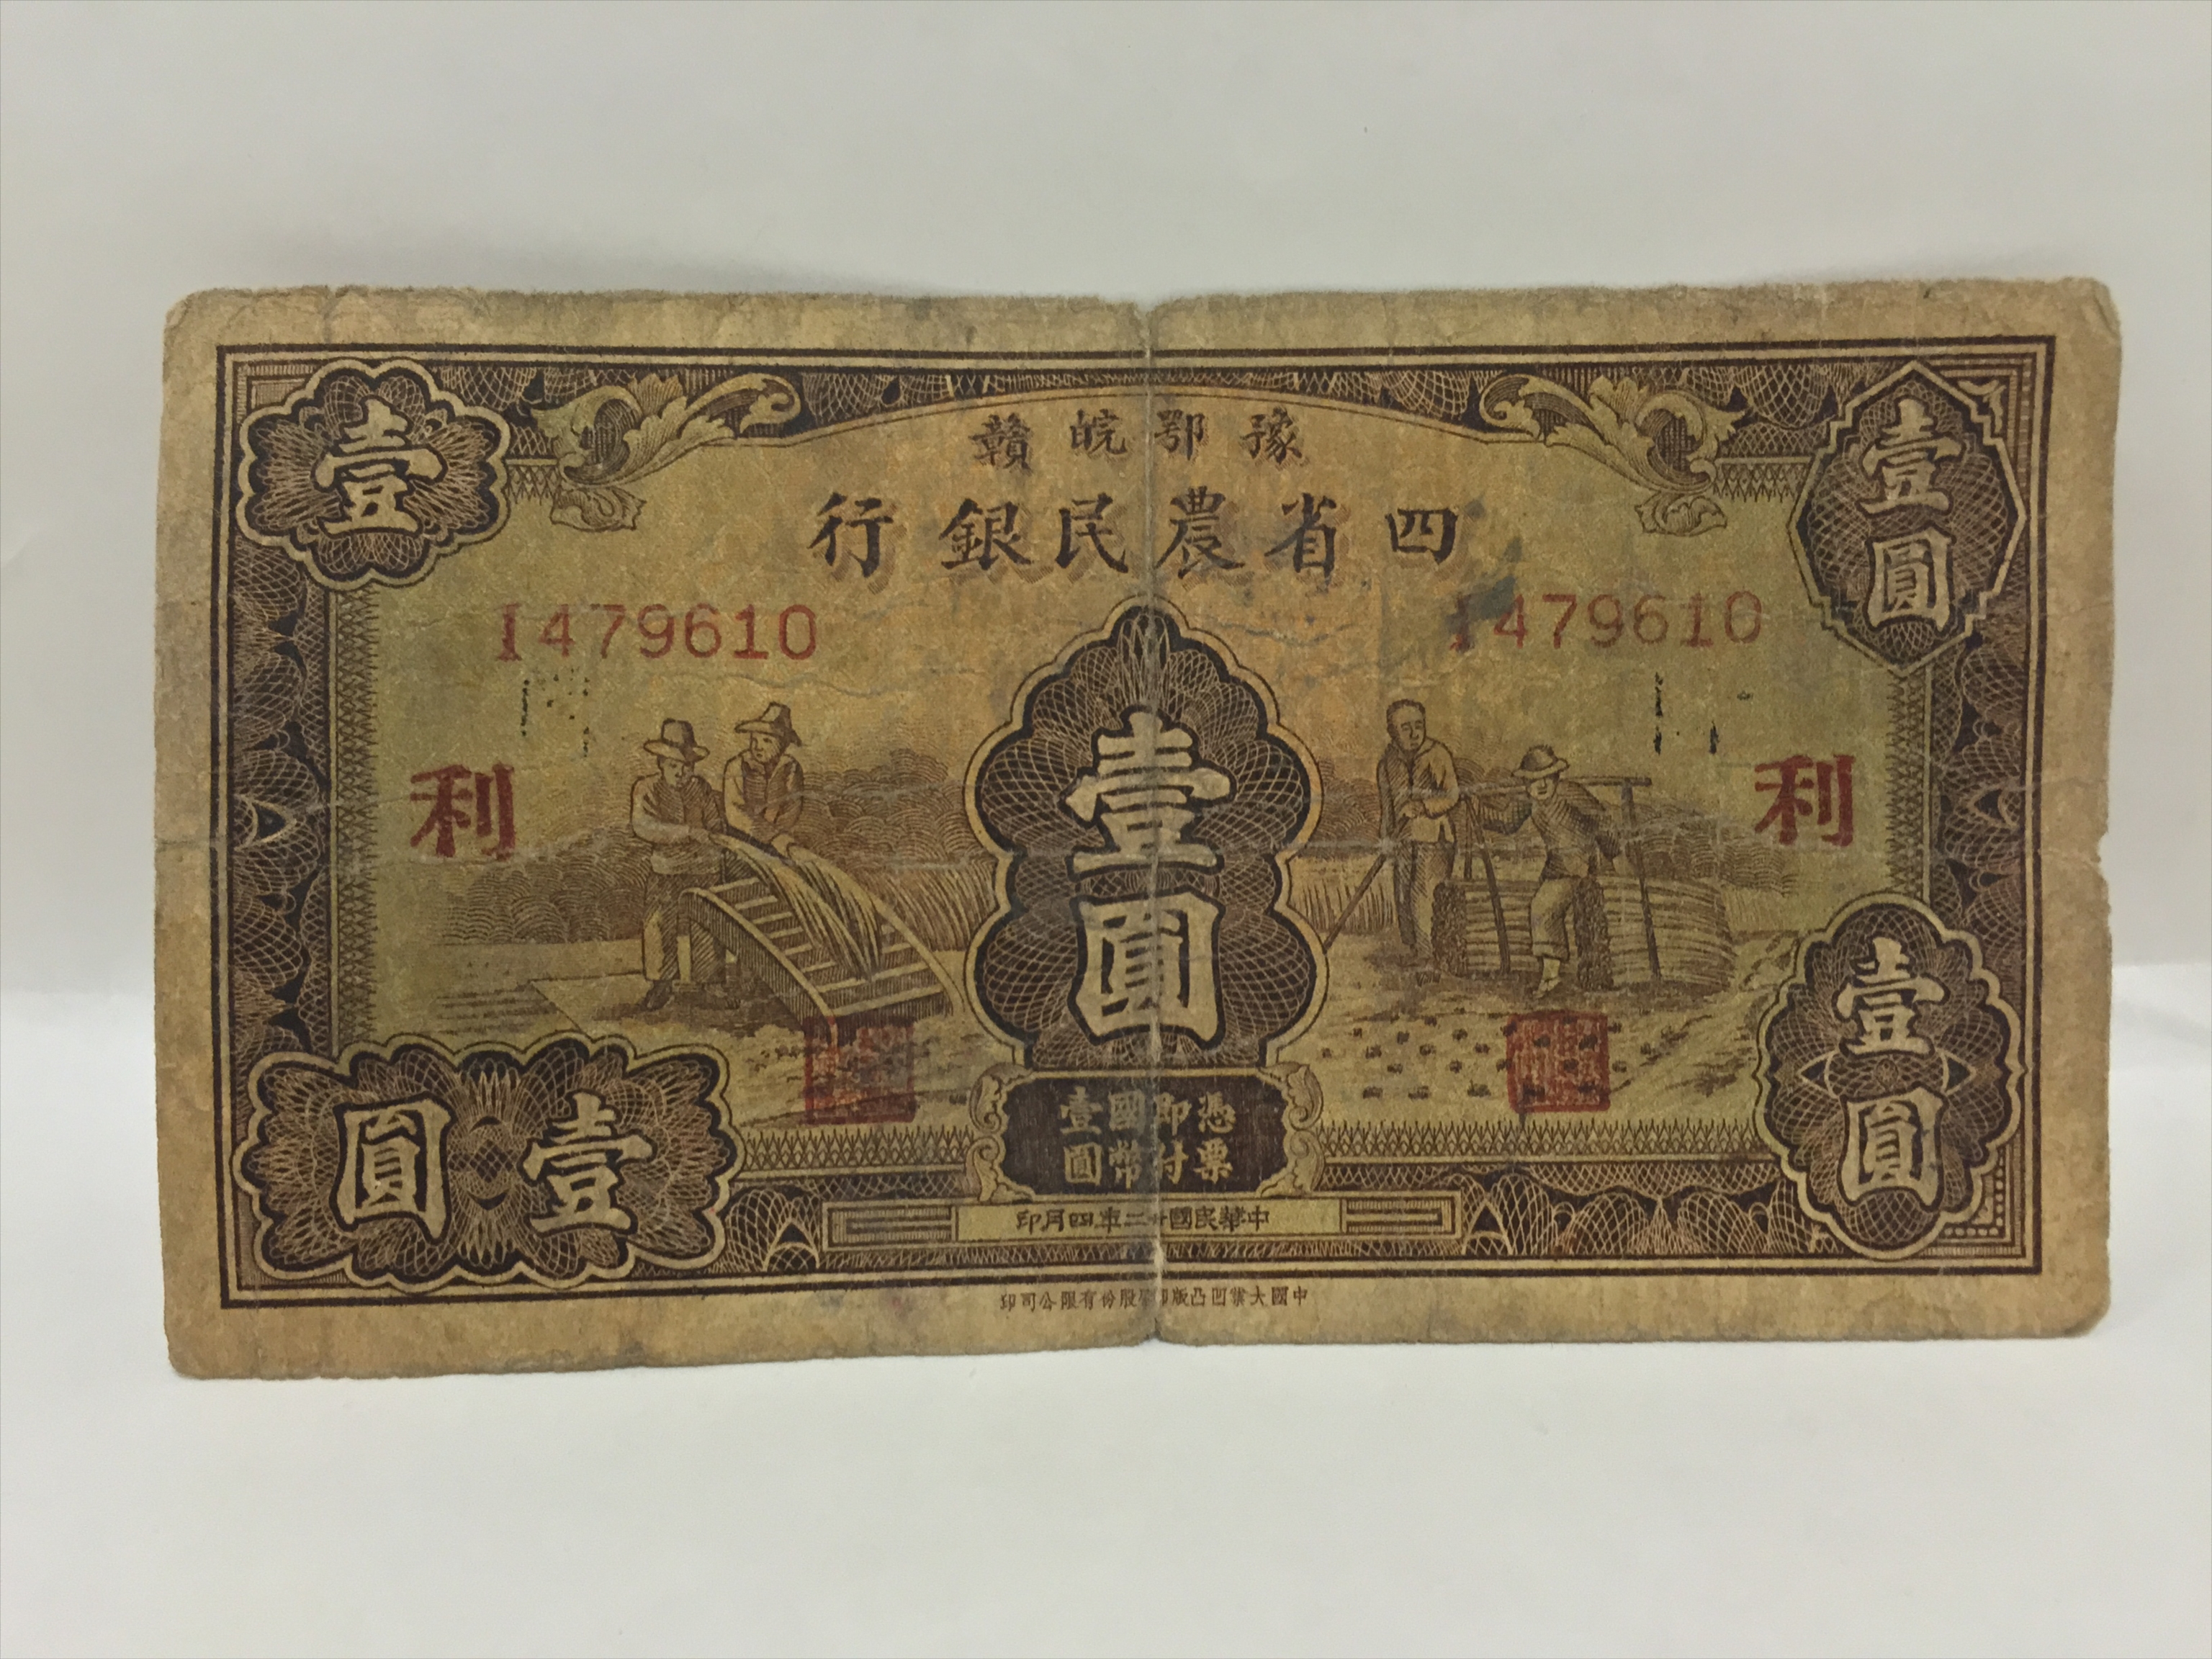 豫鄂皖贛
四省農民銀行
壹
壹圓
I479610
I479610
利
利
壹圓
憑票即付國幣壹圓
壹圓
壹圓
中華民國廿二年四月印
中國大業凹凸版印刷股份有限公司印